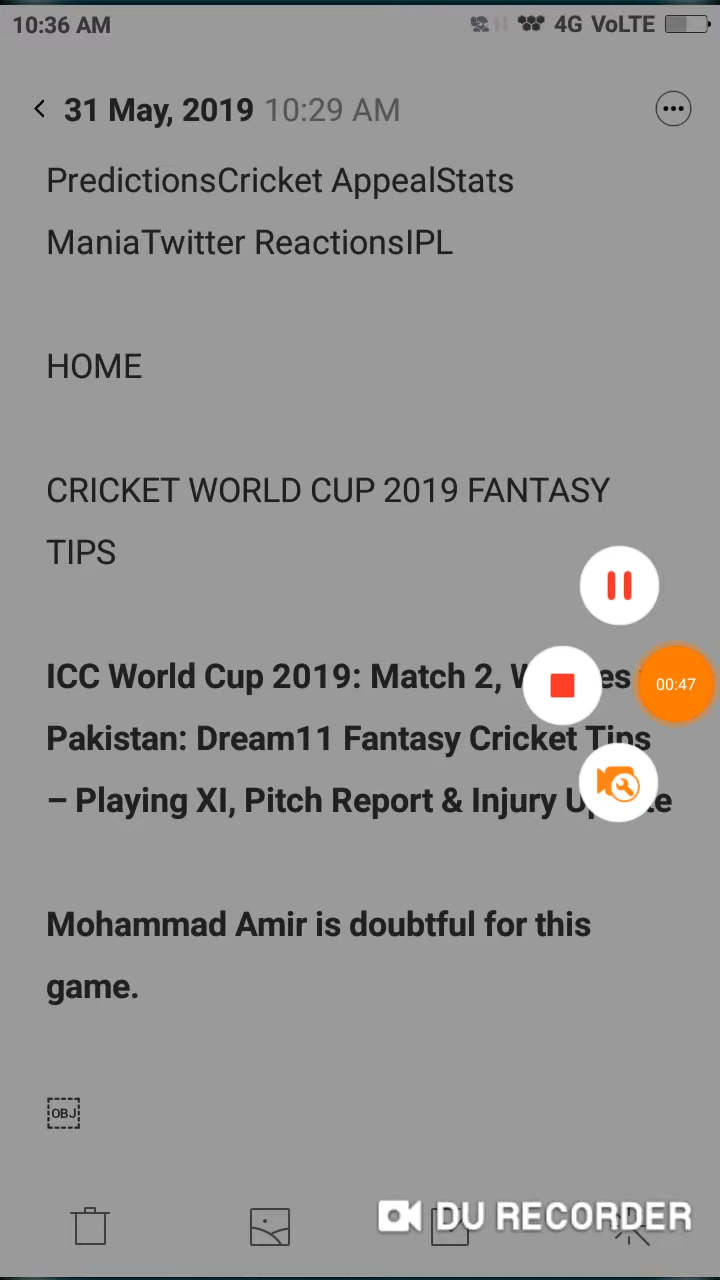 10:36 AM
4G VoLTE
31 May, 2019 10:29 AM
PredictionsCricket AppealStats
ManiaTwitter ReactionsIPL
HOME
CRICKET WORLD CUP 2019 FANTASY
TIPS
ICC World Cup 2019: Match 2,
00:47
Pakistan: Dream11 Fantasy Cricket Tips
– Playing XI, Pitch Report & Injury
Mohammad Amir is doubtful for this
game.
OBJ
DU RECORDER